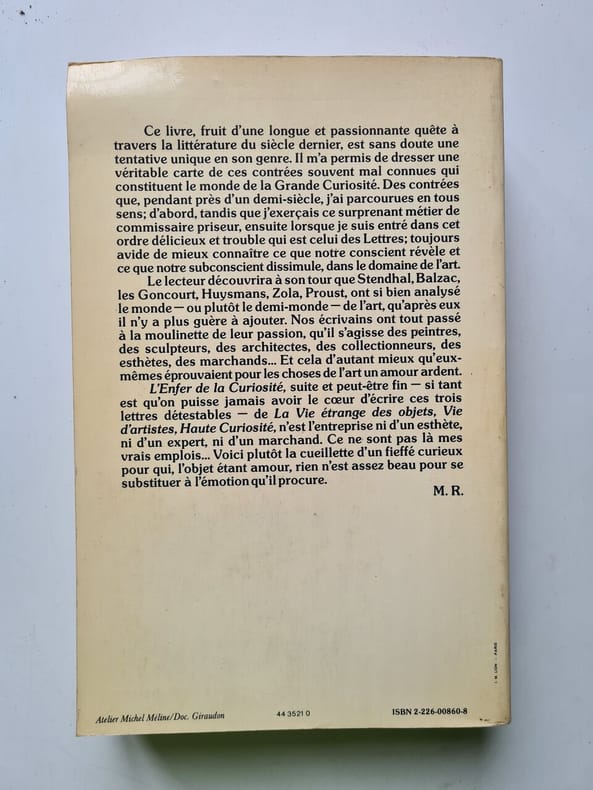 Ce livre, fruit d'une longue et passionnante quête à
travers la littérature du siècle dernier, est sans doute une
tentative unique en son genre. Il m'a permis de dresser une
véritable carte de ces contrées souvent mal connues qui
constituent le monde de la Grande Curiosité. Des contrées
que, pendant près d'un demi-siècle, j'ai parcourues en tous
sens; d'abord, tandis que j'exerçais ce surprenant métier de
commissaire priseur, ensuite lorsque je suis entré dans cet
ordre délicieux et trouble qui est celui des Lettres; toujours
avide de mieux connaître ce que notre conscient révèle et
ce que notre subconscient dissimule, dans le domaine de l'art.
Le lecteur découvrira à son tour que Stendhal, Balzac,
les Goncourt, Huysmans, Zola, Proust, ont si bien analysé
le monde — ou plutôt le demi-monde — de l'art, qu'après eux
il n'y a plus guère à ajouter. Nos écrivains ont tout passé
à la moulinette de leur passion, qu'il s'agisse des peintres,
des sculpteurs, des architectes, des collectionneurs, des
esthètes, des marchands... Et cela d'autant mieux qu'eux-
mêmes éprouvaient pour les choses de l'art un amour ardent.
L'Enfer de la Curiosité, suite et peut-être fin — si tant
est qu'on puisse jamais avoir le cœur d'écrire ces trois
lettres détestables — de La Vie étrange des objets, Vie
d'artistes, Haute Curiosité, n'est l'entreprise ni d'un esthète,
ni d'un expert, ni d'un marchand. Ce ne sont pas là mes
vrais emplois... Voici plutôt la cueillette d'un fieffé curieux
pour qui, l'objet étant amour, rien n'est assez beau pour se
substituer à l'émotion qu'il procure.
M. R.
Atelier Michel Méline/Doc. Giraudon
44 3521 0
ISBN 2-226-00860-8